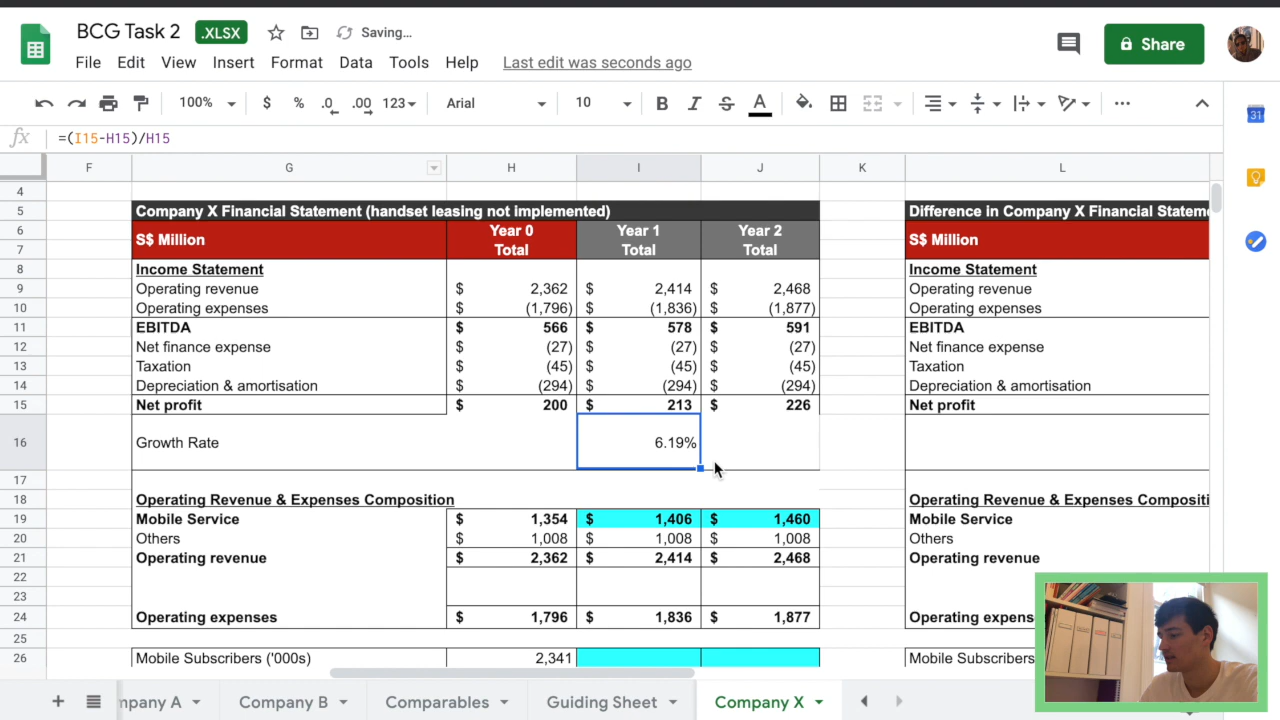 BCG Task 2 .XLSX Saving...
Share
File Edit View Insert Format Data Tools Help Last edit was seconds ago
100% $ % .0 .00 123 Arial 10 B I S A ...
31
fx =(I15-H15)/H15
F G H I J K L
4
5 Company X Financial Statement (handset leasing not implemented) Difference in Company X Financial Statem
6 Year 0 Year 1 Year 2
S$ Million S$ Million
7 Total Total Total
8 Income Statement Income Statement
9 Operating revenue $ 2,362 $ 2,414 $ 2,468 Operating revenue
10 Operating expenses $ (1,796) $ (1,836) $ (1,877) Operating expenses
11 EBITDA $ 566 $ 578 $ 591 EBITDA
12 Net finance expense $ (27) $ (27) $ (27) Net finance expense
13 Taxation $ (45) $ (45) $ (45) Taxation
14 Depreciation & amortisation $ (294) $ (294) $ (294) Depreciation & amortisation
15 Net profit $ 200 $ 213 $ 226 Net profit
16 Growth Rate 6.19%
17
18 Operating Revenue & Expenses Composition Operating Revenue & Expenses Compositi
19 Mobile Service $ 1,354 $ 1,406 $ 1,460 Mobile Service
20 Others $ 1,008 $ 1,008 $ 1,008 Others
21 Operating revenue $ 2,362 $ 2,414 $ 2,468 Operating revenue
22
23
24 Operating expenses $ 1,796 $ 1,836 $ 1,877 Operating expens
25
26 Mobile Subscribers ('000s) 2,341 Mobile Subscribers
mpany A Company B Comparables Guiding Sheet Company X